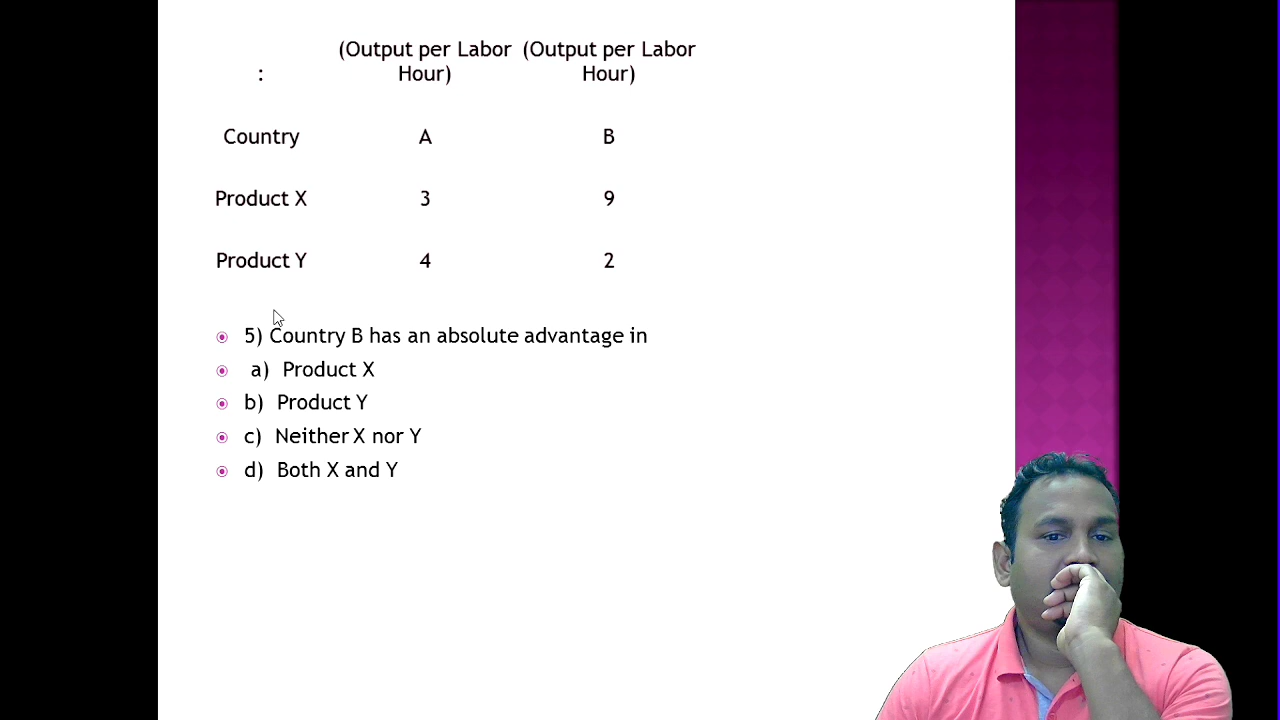 (Output per Labor (Output per Labor
: Hour) Hour)
Country A B
Product X 3 9
Product Y 4 2
5) Country B has an absolute advantage in
a) Product X
b) Product Y
c) Neither X nor Y
d) Both X and Y